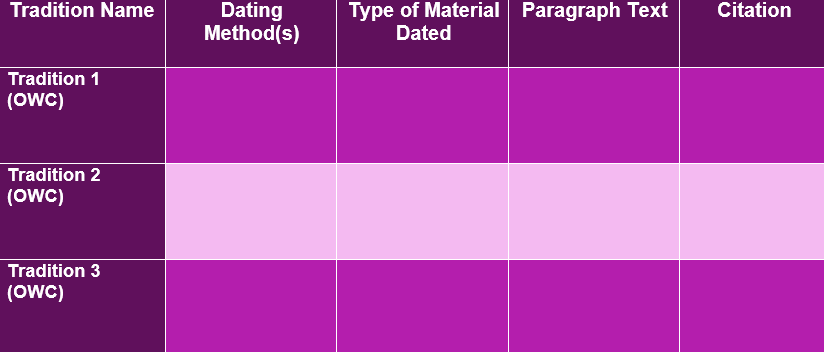 Tradition Name
Dating
Method(s)
Type of Material
Dated
Paragraph Text
Citation
Tradition 1
(OWC)
Tradition 2
(OWC)
Tradition 3
(OWC)